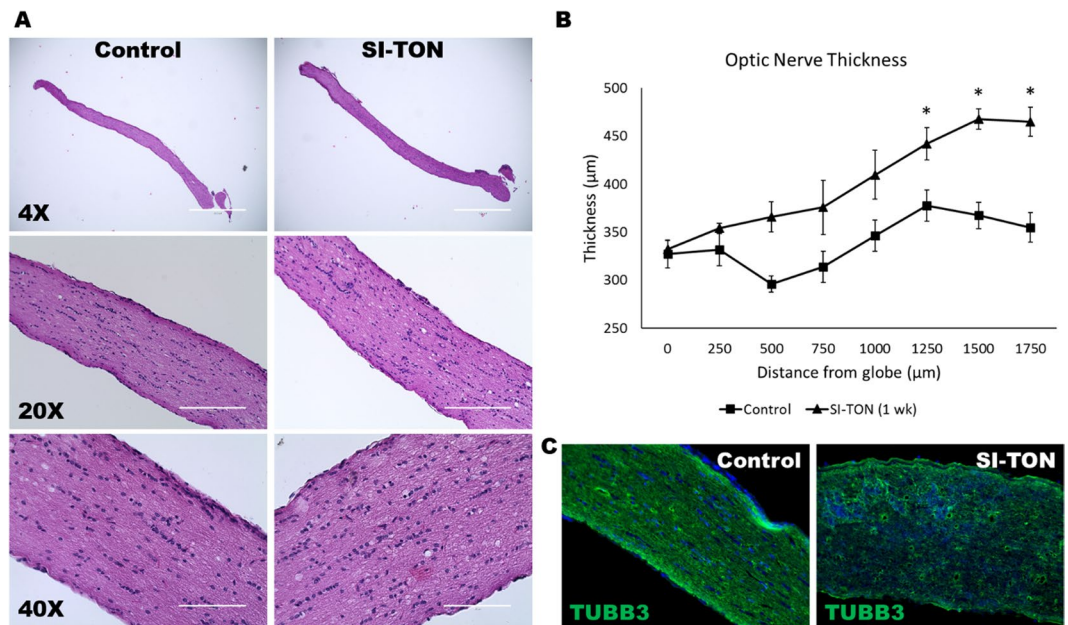 A
Control
SI-TON
4X
20X
40X
B
Optic Nerve Thickness
* * *
500
450
400
350
300
250
Thickness (µm)
0 250 500 750 1000 1250 1500 1750
Distance from globe (µm)
Control SI-TON (1 wk)
C
Control
TUBB3
SI-TON
TUBB3